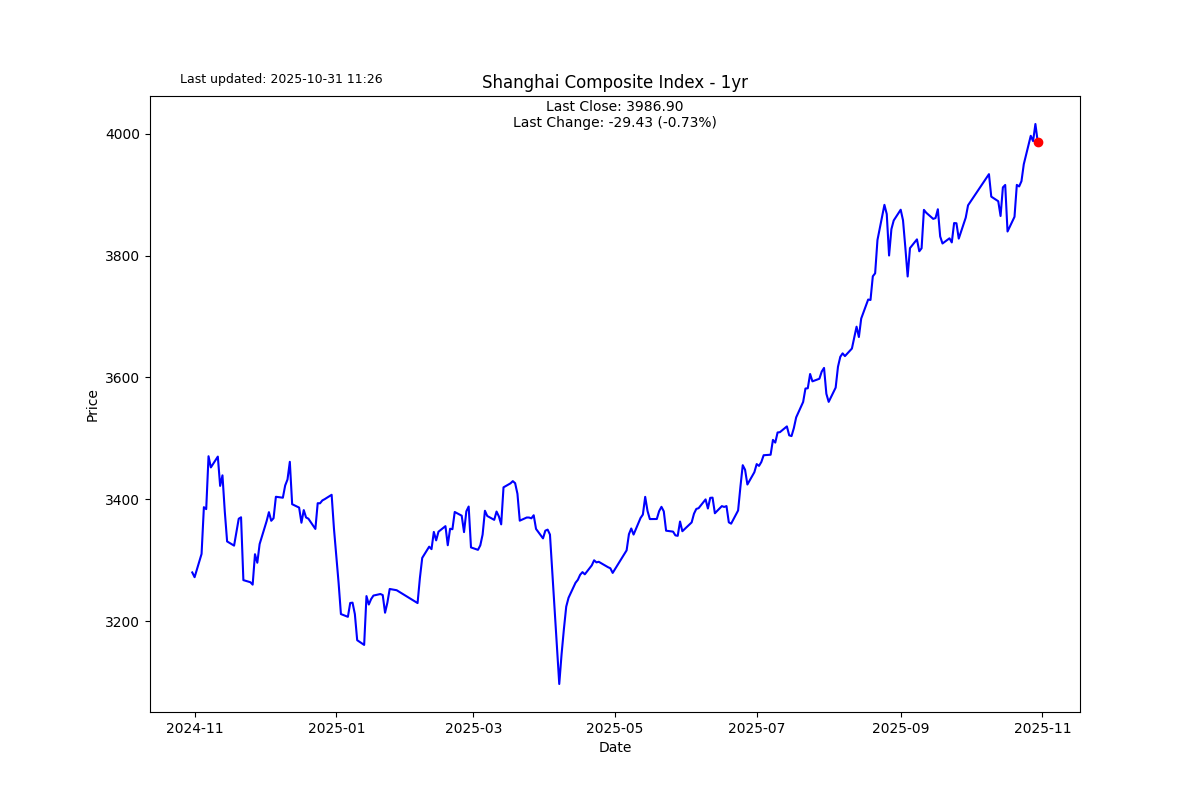 Last updated: 2025-10-31 11:26
Shanghai Composite Index - 1yr
Last Close: 3986.90
Last Change: -29.43 (-0.73%)
4000
3800
3600
3400
3200
Price
2024-11
2025-01
2025-03
2025-05
2025-07
2025-09
2025-11
Date